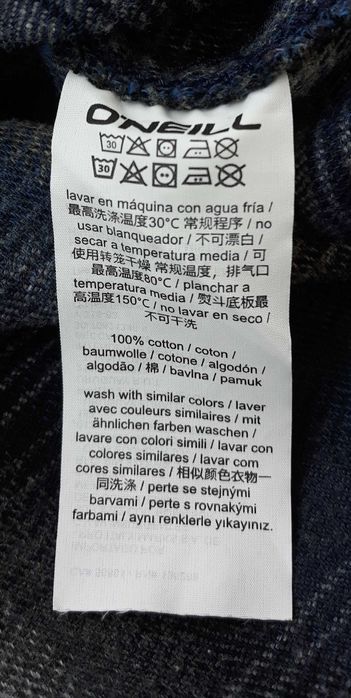 O'NEILL
30
30
lavar en máquina con agua fría /
最高洗涤温度30°C 常规程序 / no
usar blanqueador / 不可漂白 /
secar a temperatura media / 可
使用转笼干燥 常规温度，排气口
最高温度80°C / planchar a
temperatura media / 熨斗底板最
高温度150°C / no lavar en seco /
不可干洗
100% cotton / coton /
baumwolle / cotone / algodón /
algodão / 棉 / bavlna / pamuk
wash with similar colors / laver
avec couleurs similaires / mit
ähnlichen farben waschen /
lavare con colori simili / lavar con
colores similares / lavar com
cores similares / 相似颜色衣物一
同洗涤 / perte se stejnými
barvami / perte s rovnakými
farbami / aynı renklerle yıkayınız.